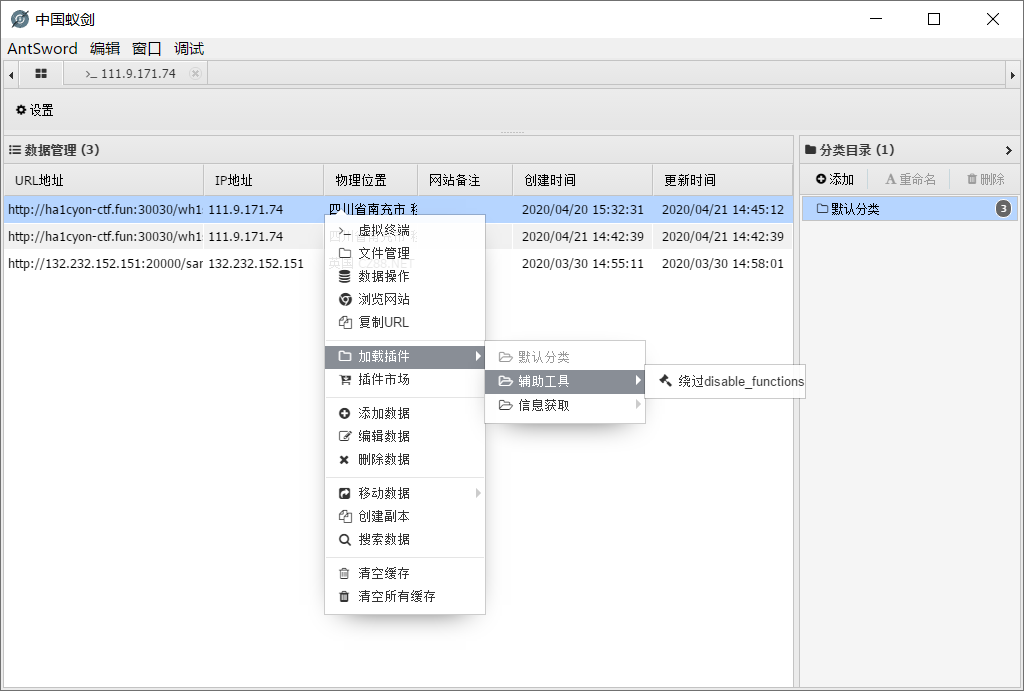 中国蚁剑
AntSword 编辑 窗口 调试
>_ 111.9.171.74
设置
数据管理 (3)
分类目录 (1)
URL地址 IP地址 物理位置 网站备注 创建时间 更新时间
添加 重命名 删除
http://ha1cyon-ctf.fun:30030/wh1 111.9.171.74 四川省南充市 2020/04/20 15:32:31 2020/04/21 14:45:12
默认分类 3
http://ha1cyon-ctf.fun:30030/wh1 111.9.171.74 2020/04/21 14:42:39 2020/04/21 14:42:39
http://132.232.152.151:20000/sar 132.232.152.151 英国 2020/03/30 14:55:11 2020/03/30 14:58:01
虚拟终端
文件管理
数据操作
浏览网站
复制URL
加载插件
插件市场
添加数据
编辑数据
删除数据
移动数据
创建副本
搜索数据
清空缓存
清空所有缓存
默认分类
辅助工具
信息获取
绕过disable_functions